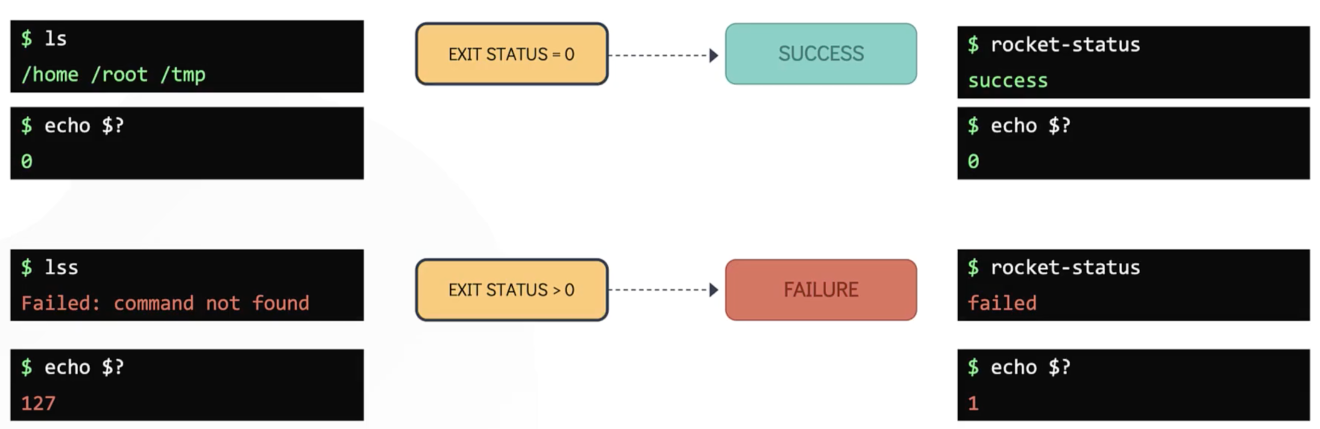 $ ls
/home /root /tmp
$ echo $?
0
EXIT STATUS = 0
SUCCESS
$ rocket-status
success
$ echo $?
0
$ lss
Failed: command not found
$ echo $?
127
EXIT STATUS > 0
FAILURE
$ rocket-status
failed
$ echo $?
1